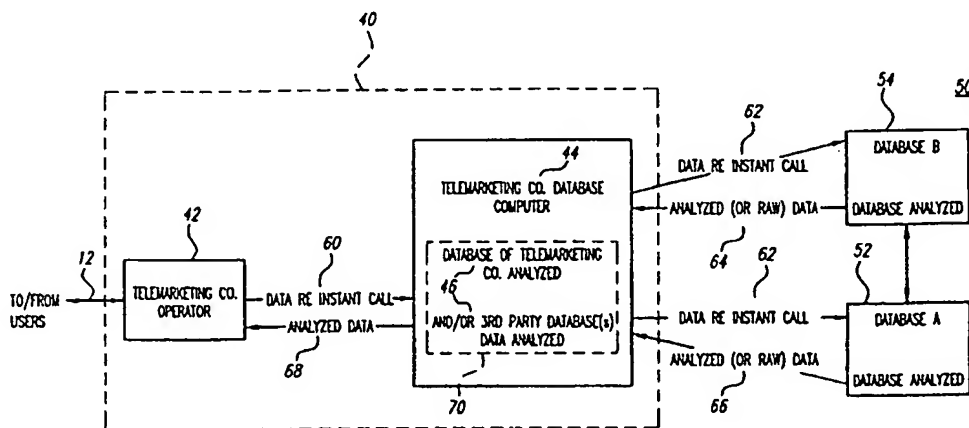 40
50
54
62
DATABASE B
44
DATA RE INSTANT CALL
TELEMARKETING CO. DATABASE
COMPUTER
42
ANALYZED (OR RAW) DATA
DATABASE ANALYZED
60
DATABASE OF TELEMARKETING
CO. ANALYZED
64
62
52
12
TO/FROM
USERS
TELEMARKETING CO.
OPERATOR
DATA RE INSTANT CALL
46
ANALYZED DATA
AND/OR 3RD PARTY DATABASE(s)
DATA ANALYZED
DATA RE INSTANT CALL
DATABASE A
68
ANALYZED (OR RAW) DATA
70
66
DATABASE ANALYZED